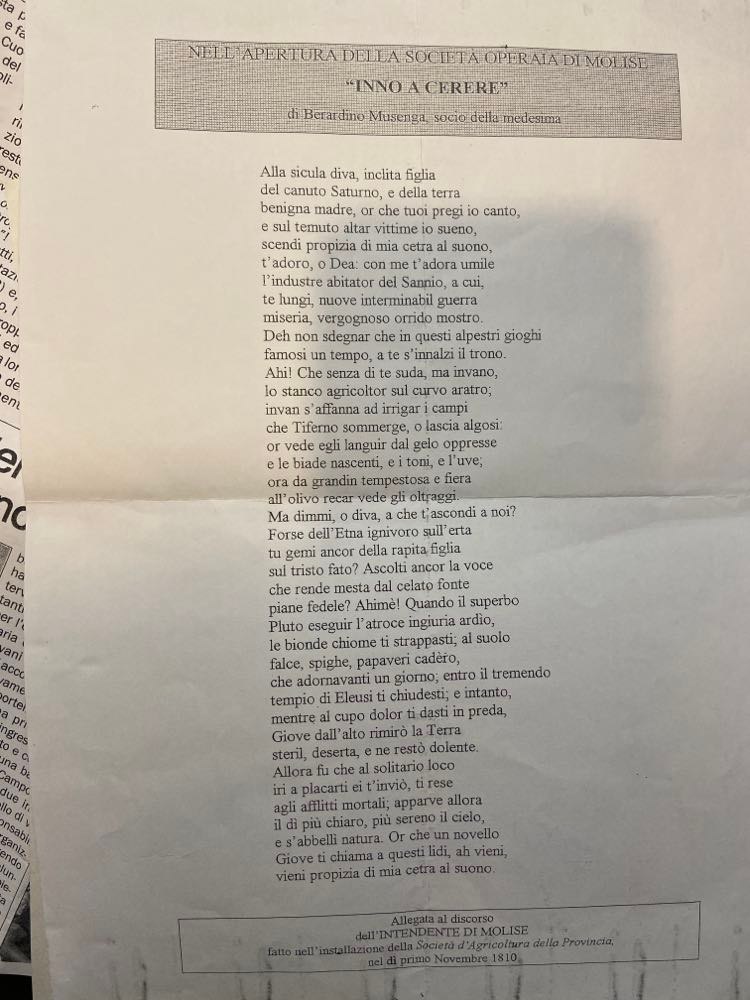 NELL'APERTURA DELLA SOCIETÀ OPERAIA DI MOLISE
"INNO A CERERE"
di Berardino Musenga, socio della medesima
Alla sicula diva, inclita figlia
del canuto Saturno, e della terra
benigna madre, or che tuoi pregi io canto,
e sul temuto altar vittime io sueno,
scendi propizia di mia cetra al suono,
t'adoro, o Dea: con me t'adora umile
l'industre abitator del Sannio, a cui,
te lungi, nuove interminabil guerra
miseria, vergognoso orrido mostro.
Deh non sdegnar che in questi alpestri gioghi
famosi un tempo, a te s'innalzi il trono.
Ahi! Che senza di te suda, ma invano,
lo stanco agricoltor sul curvo aratro;
invan s'affanna ad irrigar i campi
che Tiferno sommerge, o lascia algosi:
or vede egli languir dal gelo oppresse
e le biade nascenti, e i toni, e l'uve;
ora da grandin tempestosa e fiera
all'olivo recar vede gli oltraggi.
Ma dimmi, o diva, a che t'ascondi a noi?
Forse dell'Etna ignivoro sull'erta
tu gemi ancor della rapita figlia
sul tristo fato? Ascolti ancor la voce
che rende mesta dal celato fonte
piane fedele? Ahimè! Quando il superbo
Pluto eseguir l'atroce ingiuria ardìo,
le bionde chiome ti strappasti; al suolo
falce, spighe, papaveri cadèro,
che adornavanti un giorno; entro il tremendo
tempio di Eleusi ti chiudesti; e intanto,
mentre al cupo dolor ti dasti in preda,
Giove dall'alto rimirò la Terra
steril, deserta, e ne restò dolente.
Allora fu che al solitario loco
iri a placarti ei t'inviò, ti rese
agli afflitti mortali; apparve allora
il dì più chiaro, più sereno il cielo,
e s'abbellì natura. Or che un novello
Giove ti chiama a questi lidi, ah vieni,
vieni propizia di mia cetra al suono.
Allegata al discorso
dell'INTENDENTE DI MOLISE
fatto nell'installazione della Società d'Agricoltura della Provincia,
nel dì primo Novembre 1810